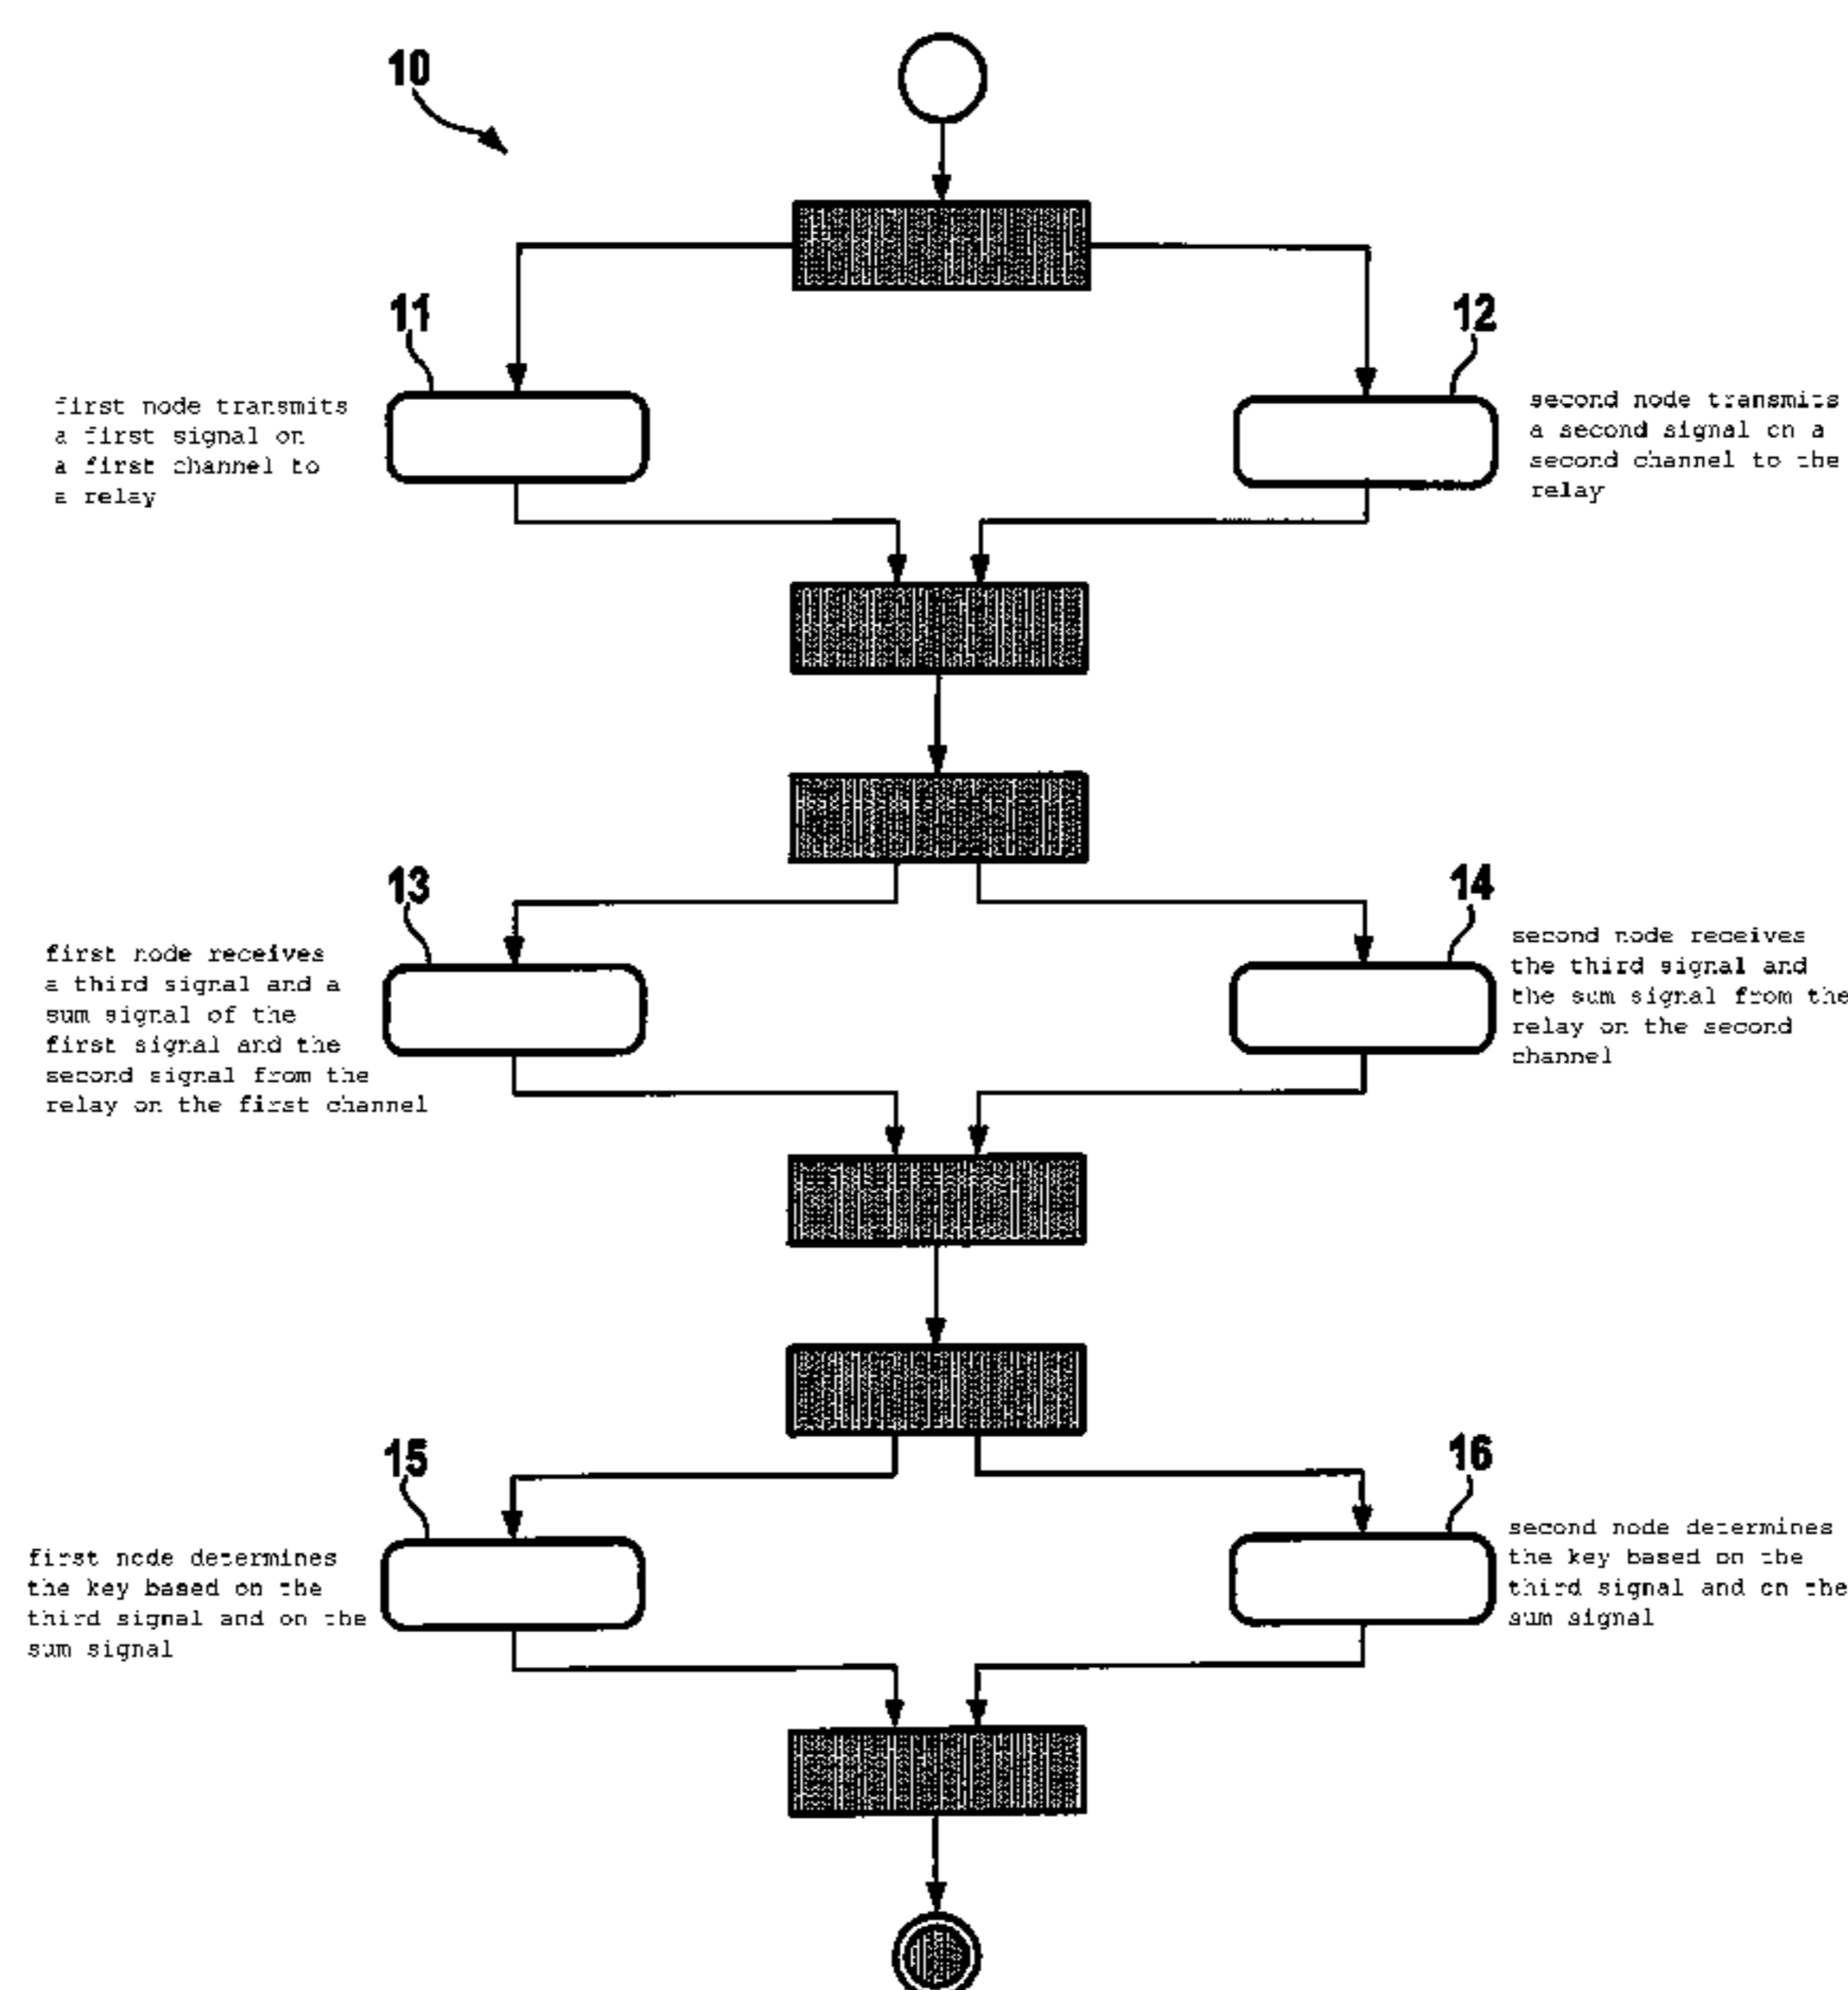 10
11
first node transmits
a first signal on
a first channel to
a relay
12
second node transmits
a second signal on a
second channel to the
relay
13
first node receives
a third signal and a
sum signal of the
first signal and the
second signal from the
relay on the first channel
14
second node receives
the third signal and
the sum signal from the
relay on the second
channel
15
first node determines
the key based on the
third signal and on the
sum signal
16
second node determines
the key based on the
third signal and on the
sum signal